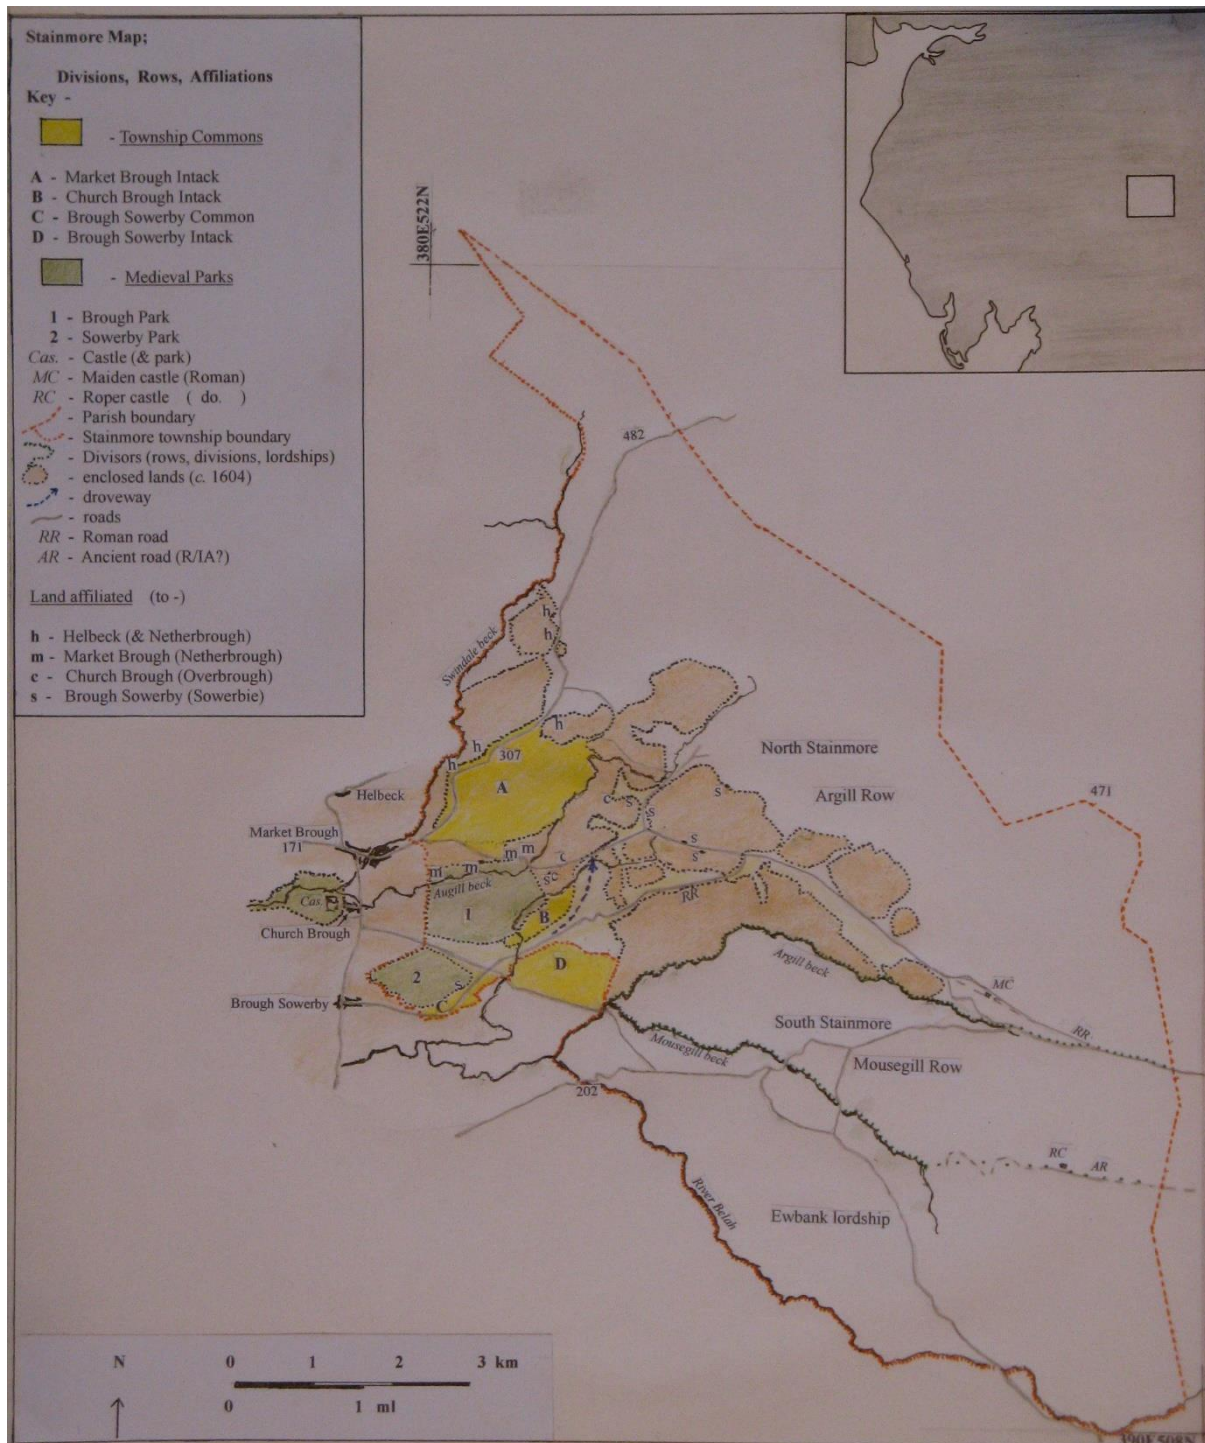 Stainmore Map;
Divisions, Rows, Affiliations
Key -
- Township Commons
A - Market Brough Intack
B - Church Brough Intack
C - Brough Sowerby Common
D - Brough Sowerby Intack
- Medieval Parks
1 - Brough Park
2 - Sowerby Park
Cas. - Castle (& park)
MC - Maiden castle (Roman)
RC - Roper castle ( do. )
- Parish boundary
- Stainmore township boundary
- Divisors (rows, divisions, lordships)
- enclosed lands (c. 1604)
- droveway
- roads
RR - Roman road
AR - Ancient road (R/IA?)
Land affiliated (to -)
h - Helbeck (& Netherbrough)
m - Market Brough (Netherbrough)
c - Church Brough (Overbrough)
s - Brough Sowerby (Sowerbie)
380E522N
482
h
h
Swindale beck
h
h
307
h
A
North Stainmore
Argill Row
471
Helbeck
Market Brough
171
c
s
s
s
s
s
m
m
m
m
c
s
c
Augill beck
RR
Cas.
1
B
Church Brough
2
s
D
C
Brough Sowerby
Argill beck
MC
RR
South Stainmore
Mousegill beck
Mousegill Row
202
RC
AR
River Belah
Ewbank lordship
N
0 1 2 3 km
0 1 ml
390E508N